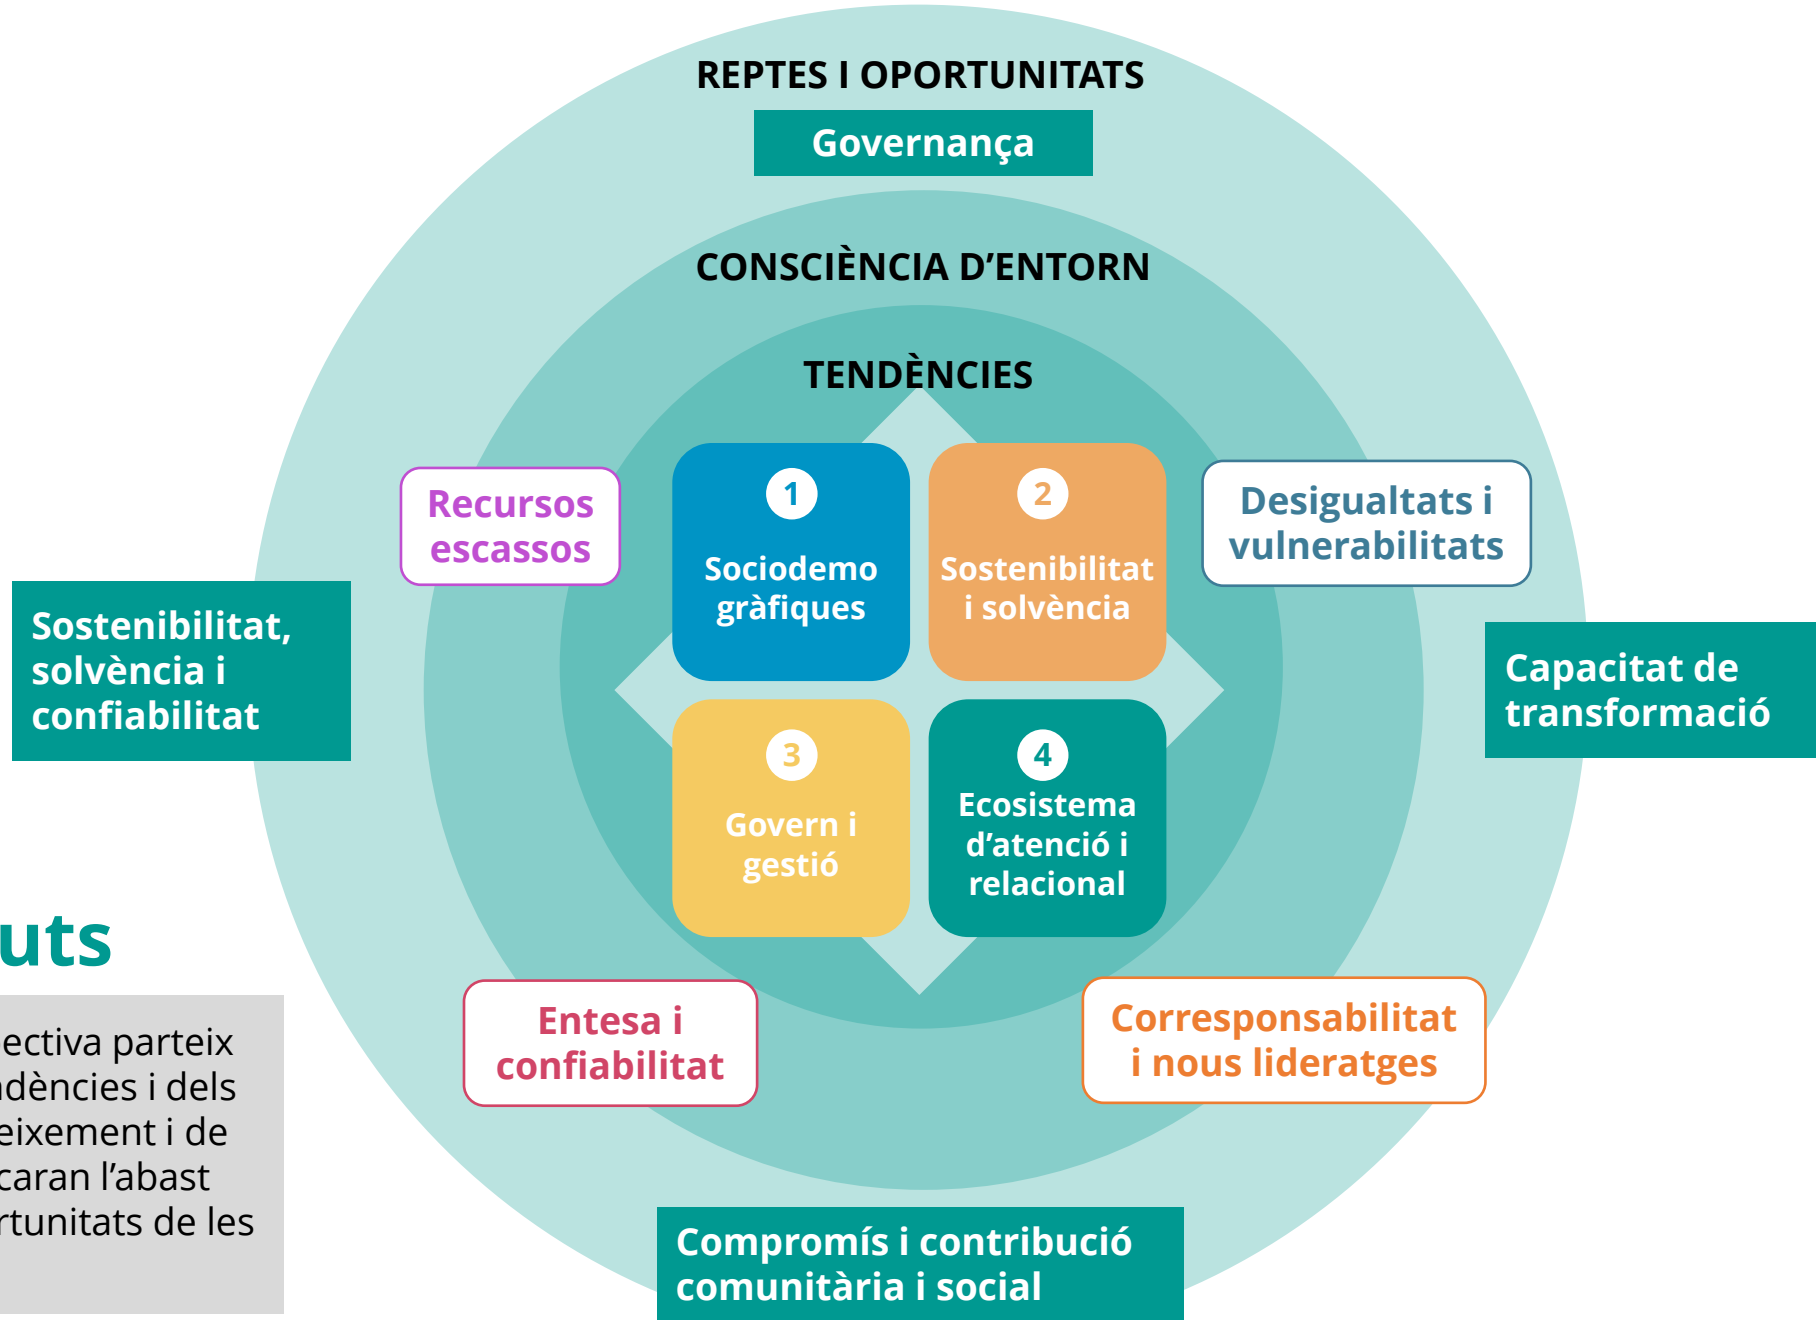 REPTES I OPORTUNITATS
Governança
CONSCIÈNCIA D’ENTORN
TENDÈNCIES
Recursos
escassos
1
Sociodemo
gràfiques
2
Sostenibilitat
i solvència
Desigualtats i
vulnerabilitats
Sostenibilitat,
solvència i
confiabilitat
Capacitat de
transformació
3
Govern i
gestió
4
Ecosistema
d’atenció i
relacional
Entesa i
confiabilitat
Corresponsabilitat
i nous lideratges
Compromís i contribució
comunitària i social
uts
ectiva parteix
dències i dels
eixement i de
caran l’abast
rtunitats de les